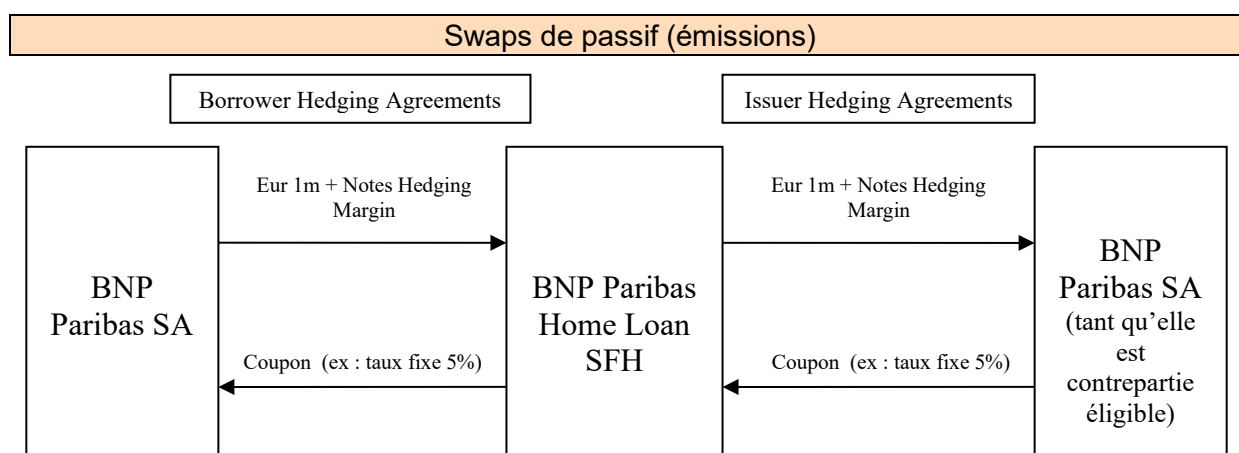 Swaps de passif (émissions)
Borrower Hedging Agreements
Issuer Hedging Agreements
BNP
Paribas SA
Eur 1m + Notes Hedging
Margin
Coupon (ex : taux fixe 5%)
BNP Paribas
Home Loan
SFH
Eur 1m + Notes Hedging
Margin
Coupon (ex : taux fixe 5%)
BNP
Paribas SA
(tant qu’elle
est
contrepartie
éligible)